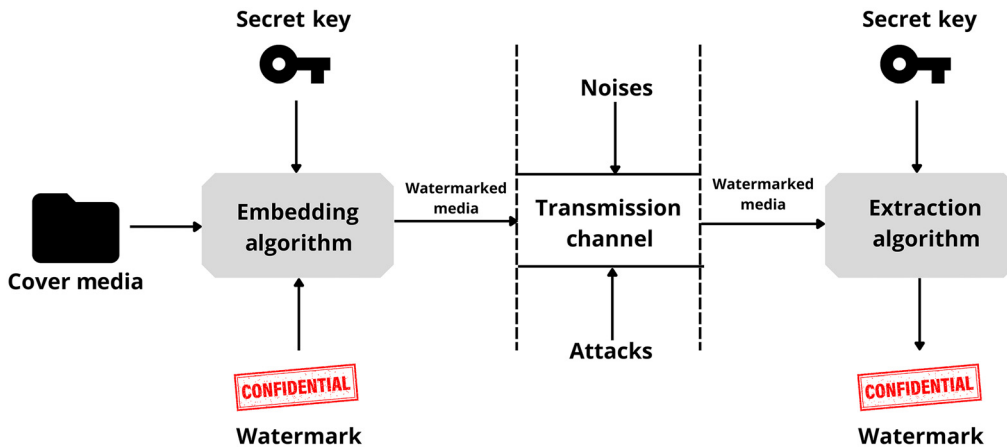 Secret key
Secret key
Noises
Embedding
algorithm
Watermarked
media
Transmission
channel
Watermarked
media
Extraction
algorithm
Cover media
Attacks
CONFIDENTIAL
CONFIDENTIAL
Watermark
Watermark